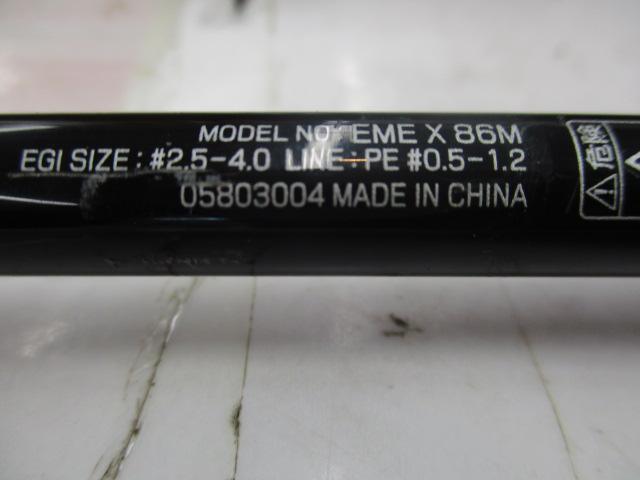 MODEL NO. EME X 86M
EGI SIZE : #2.5-4.0 LINE : PE #0.5-1.2
05803004 MADE IN CHINA
危険